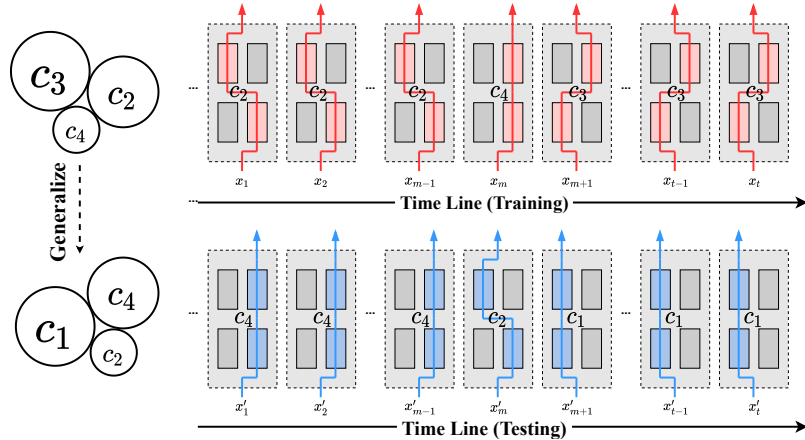 c₃
c₂
c₄
Generalize
c₁
c₄
c₂
... c₂ c₂ ... c₂ c₄ c₃ ... c₃ c₃
x₁ x₂ xₘ₋₁ xₘ xₘ₊₁ xₜ₋₁ xₜ
... Time Line (Training)
... c₄ c₄ ... c₄ c₂ c₁ ... c₁ c₁
x′₁ x′₂ x′ₘ₋₁ x′ₘ x′ₘ₊₁ x′ₜ₋₁ x′ₜ
Time Line (Testing)